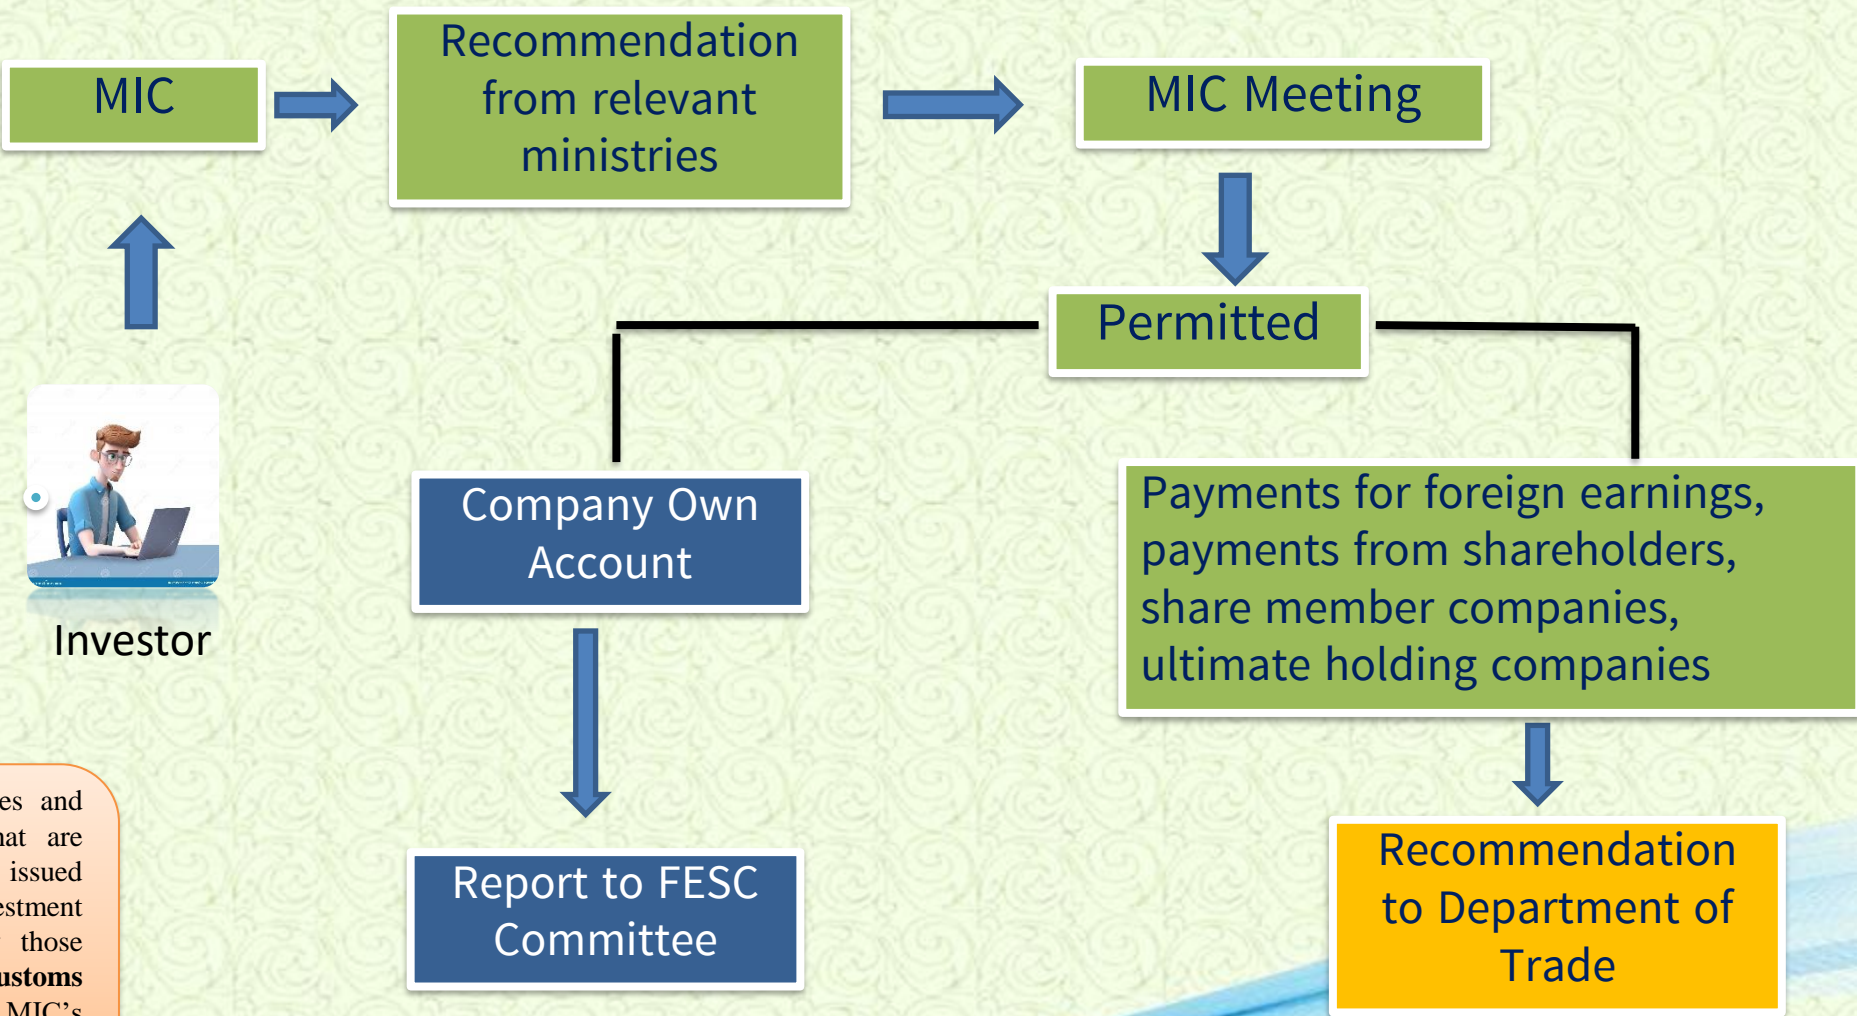 MIC
Recommendation
from relevant
ministries
MIC Meeting
Permitted
Investor
Company Own
Account
Payments for foreign earnings,
payments from shareholders,
share member companies,
ultimate holding companies
Report to FESC
Committee
Recommendation
to Department of
Trade
and
are
issued
those
MIC's